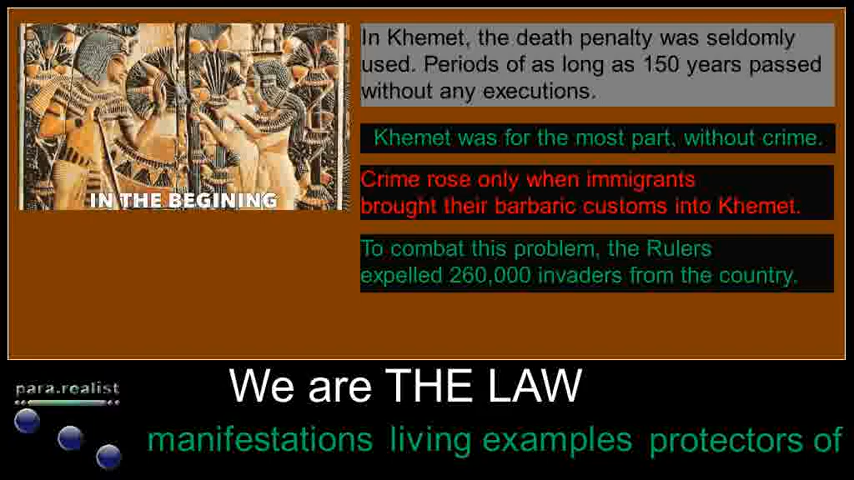 In Khemet, the death penalty was seldomly
used. Periods of as long as 150 years passed
without any executions.
Khemet was for the most part, without crime.
Crime rose only when immigrants
brought their barbaric customs into Khemet.
IN THE BEGINING
To combat this problem, the Rulers
expelled 260,000 invaders from the country.
We are THE LAW
para.realist
manifestations living examples protectors of